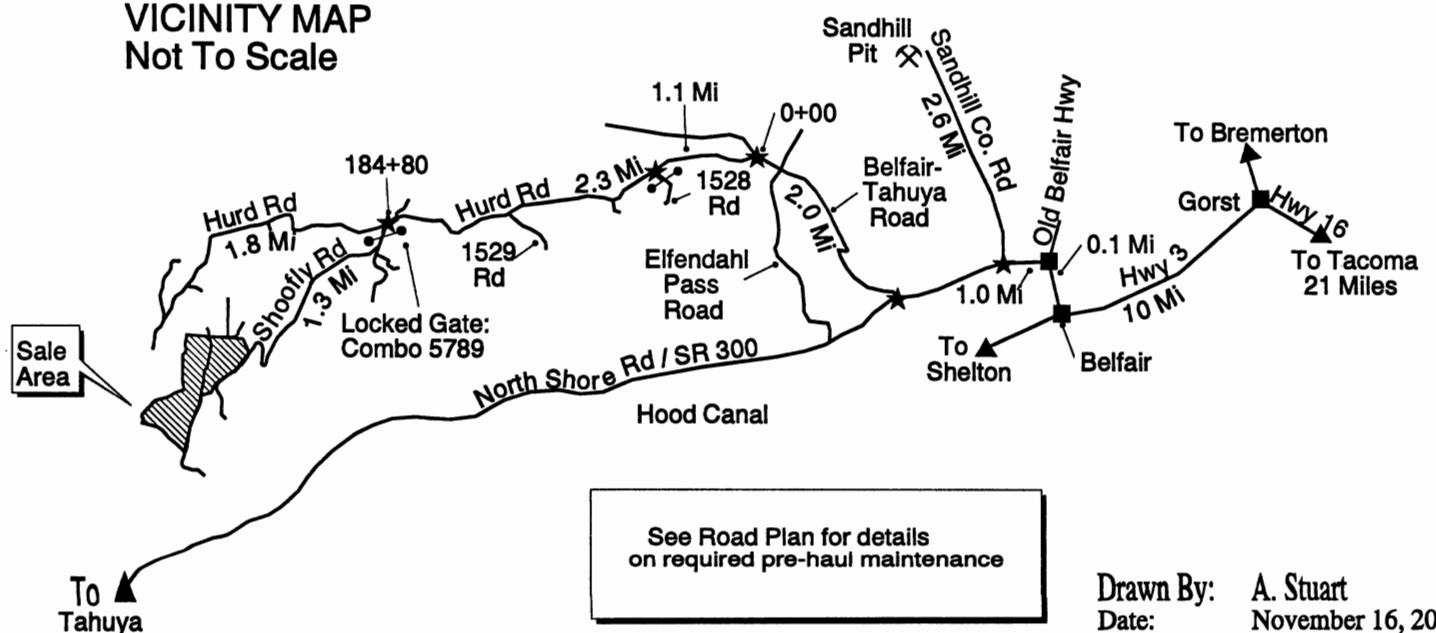 VICINITY MAP
Not To Scale
Sandhill
Pit
Sandhill Co. Rd
2.6 Mi
Old Belfair Hwy
1.1 Mi
0+00
To Bremerton
184+80
2.3 Mi
1528
Rd
Belfair-
Tahuya
Road
Gorst
Hwy 16
Hurd Rd
1.8 Mi
Hurd Rd
2.0 Mi
0.1 Mi
Hwy 3
10 Mi
To Tacoma
21 Miles
Shoofly Rd
1.3 Mi
1529
Rd
Elfendahl
Pass
Road
1.0 Mi
Locked Gate:
Combo 5789
Sale
Area
To
Shelton
Belfair
North Shore Rd / SR 300
Hood Canal
See Road Plan for details
on required pre-haul maintenance
To
Tahuya
Drawn By: A. Stuart
Date: November 16, 20